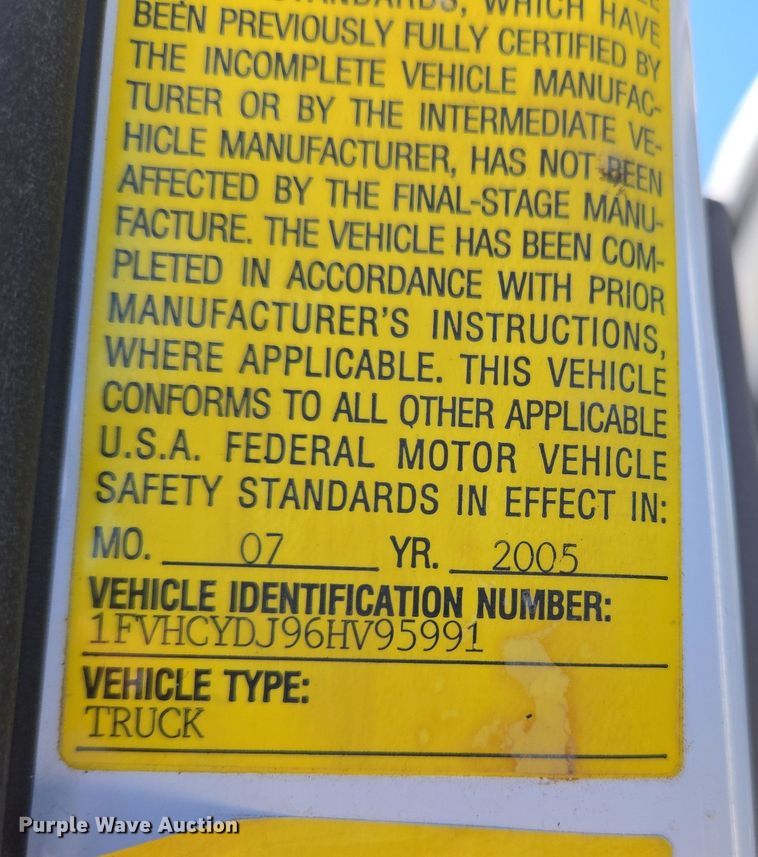 STANDARDS, WHICH HAVE
BEEN PREVIOUSLY FULLY CERTIFIED BY
THE INCOMPLETE VEHICLE MANUFAC-
TURER OR BY THE INTERMEDIATE VE-
HICLE MANUFACTURER, HAS NOT BEEN
AFFECTED BY THE FINAL-STAGE MANU-
FACTURE. THE VEHICLE HAS BEEN COM-
PLETED IN ACCORDANCE WITH PRIOR
MANUFACTURER'S INSTRUCTIONS,
WHERE APPLICABLE. THIS VEHICLE
CONFORMS TO ALL OTHER APPLICABLE
U.S.A. FEDERAL MOTOR VEHICLE
SAFETY STANDARDS IN EFFECT IN:
MO. 07 YR. 2005
VEHICLE IDENTIFICATION NUMBER:
1FVHCYDJ96HV95991
VEHICLE TYPE:
TRUCK
Purple Wave Auction